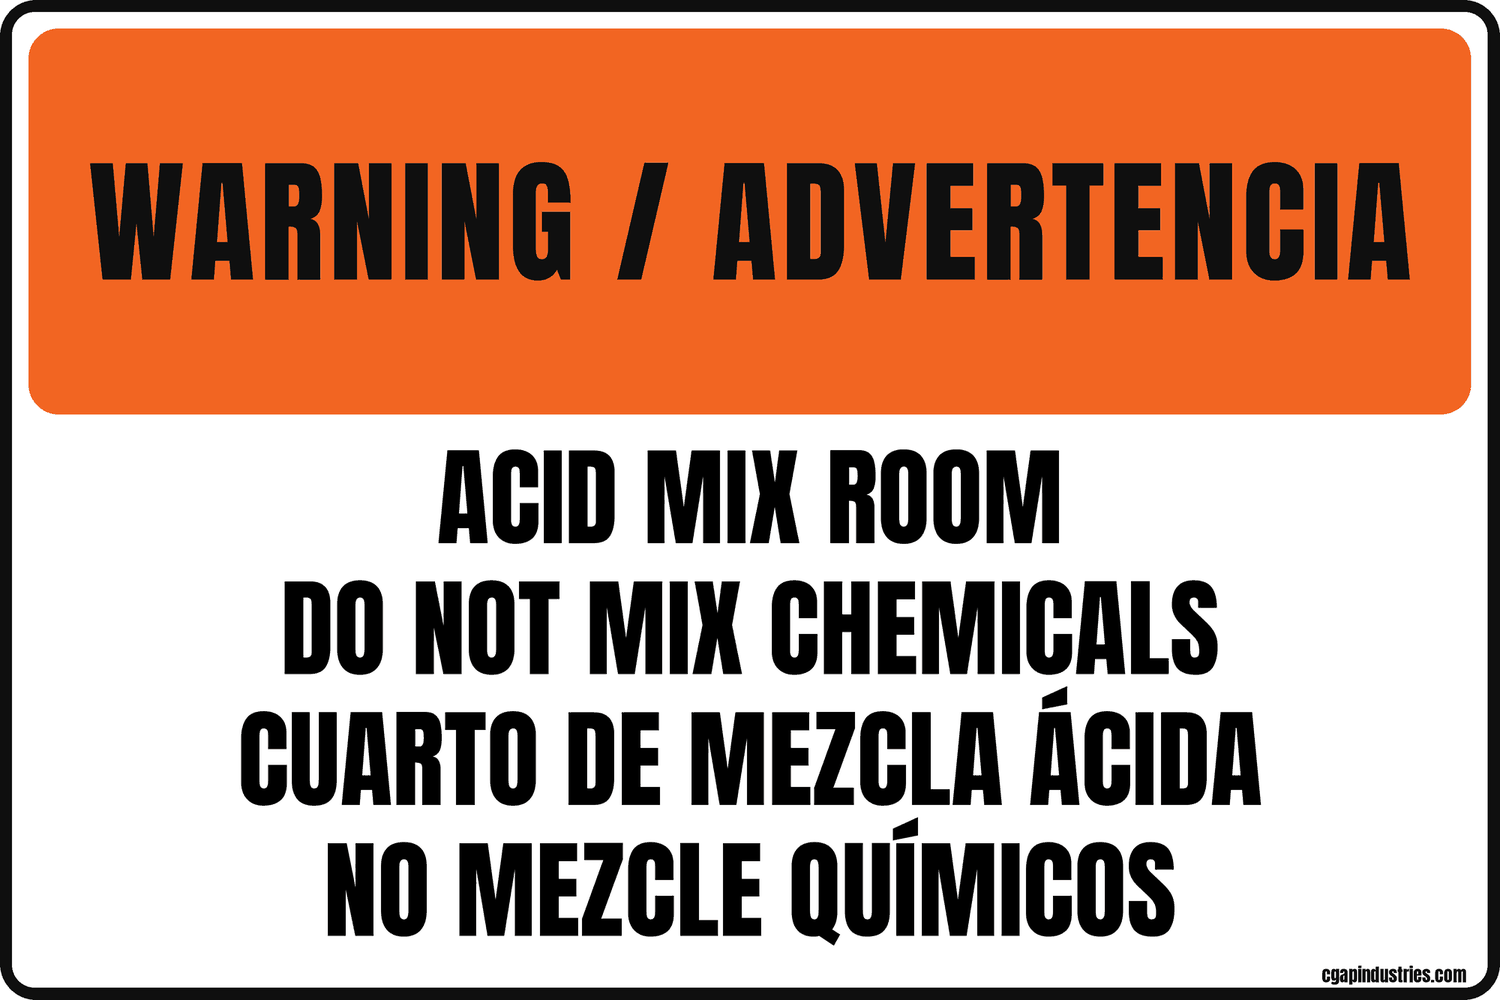 WARNING / ADVERTENCIA
ACID MIX ROOM
DO NOT MIX CHEMICALS
CUARTO DE MEZCLA ÁCIDA
NO MEZCLE QUÍMICOS
cgapindustries.com